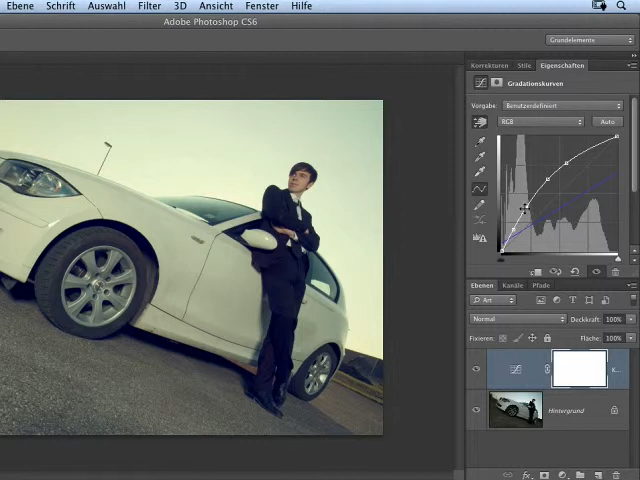 Ebene Schrift Auswahl Filter 3D Ansicht Fenster Hilfe
Adobe Photoshop CS6
Grundelemente
Korrekturen Stile Eigenschaften
Gradationskurven
Vorgabe: Benutzerdefiniert
RGB Auto
Ebenen Kanäle Pfade
Art
Normal Deckkraft: 100%
Fixieren: Fläche: 100%
K...
Hintergrund
fx